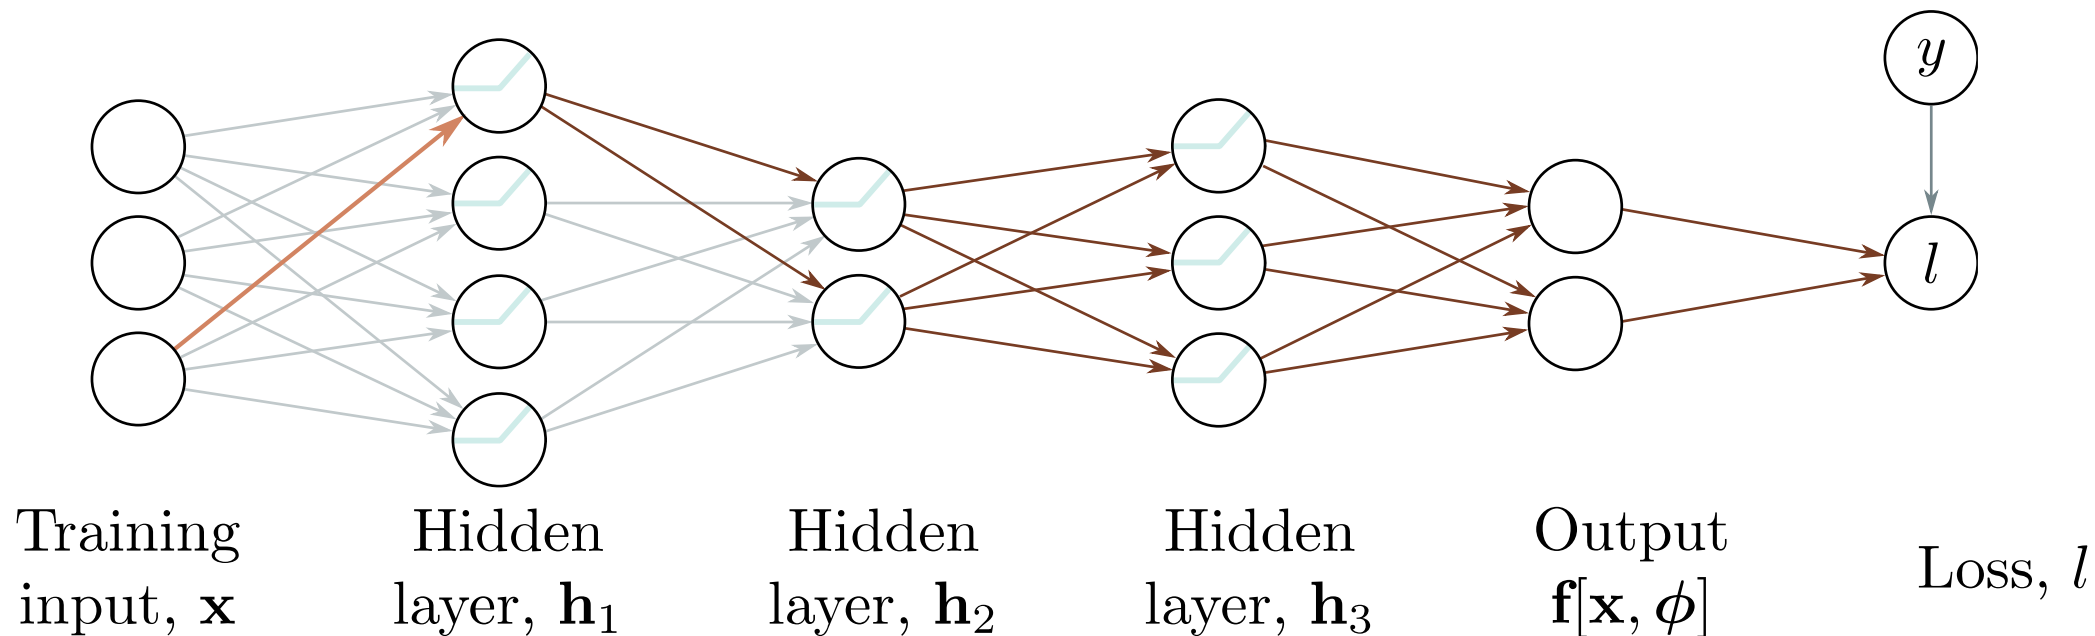 y
l
Training
input, x
Hidden
layer, h₁
Hidden
layer, h₂
Hidden
layer, h₃
Output
f[x, ϕ]
Loss, l